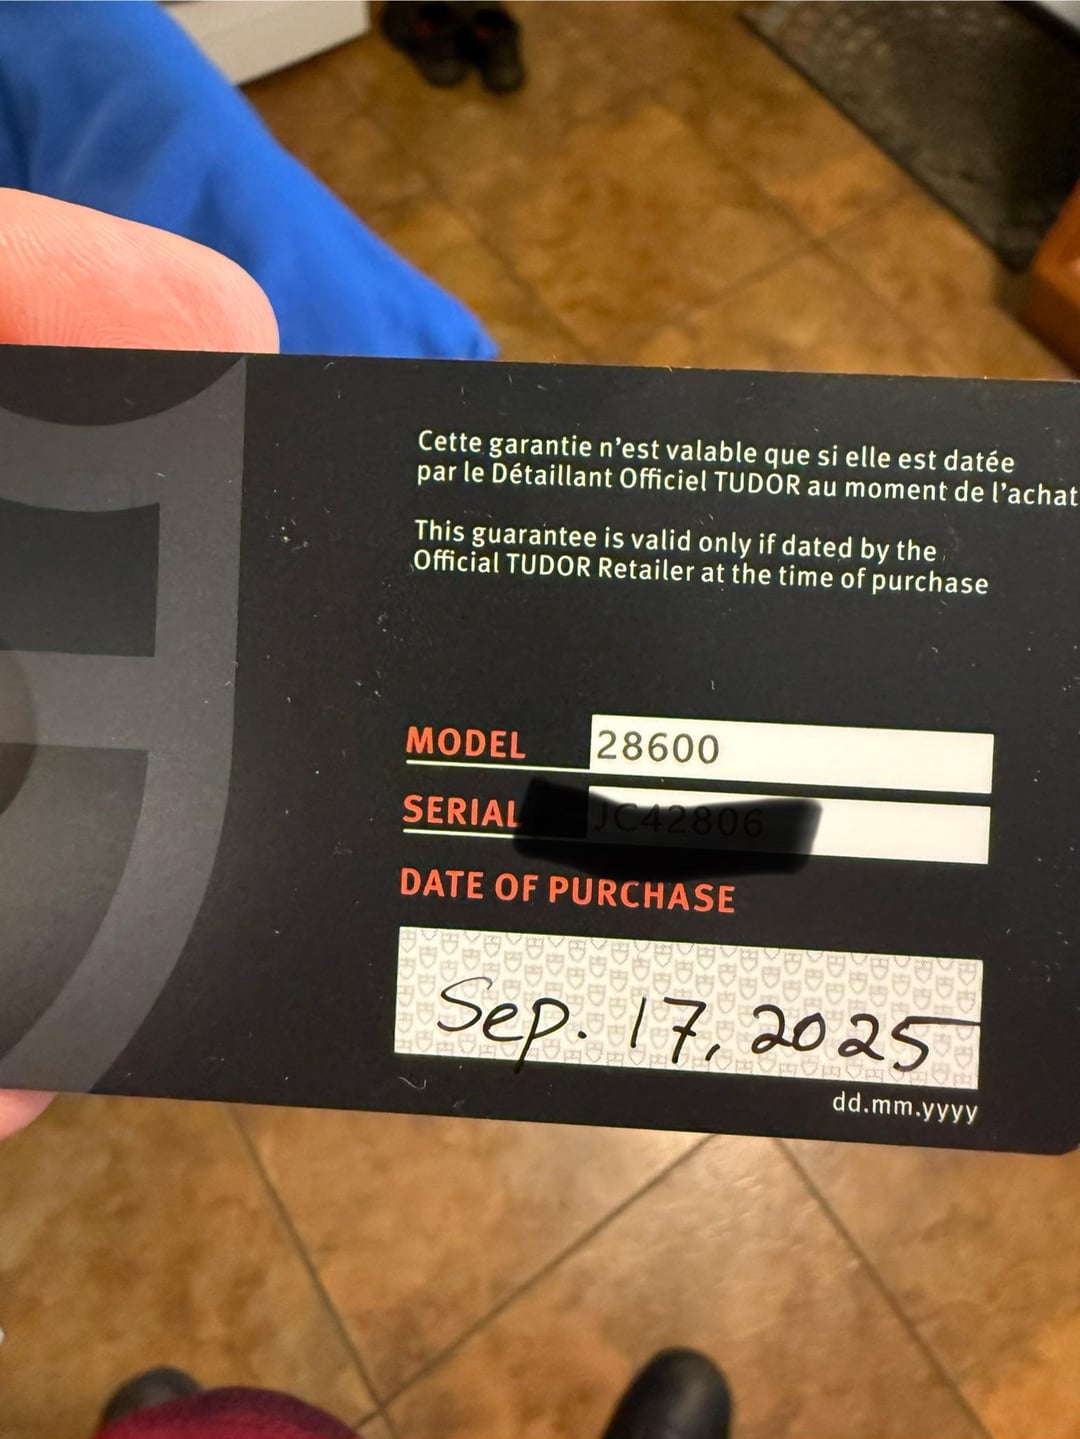 Cette garantie n'est valable que si elle est datée
par le Détaillant Officiel TUDOR au moment de l'achat
This guarantee is valid only if dated by the
Official TUDOR Retailer at the time of purchase
MODEL 28600
SERIAL JC42806
DATE OF PURCHASE
Sep. 17, 2025
dd.mm.yyyy